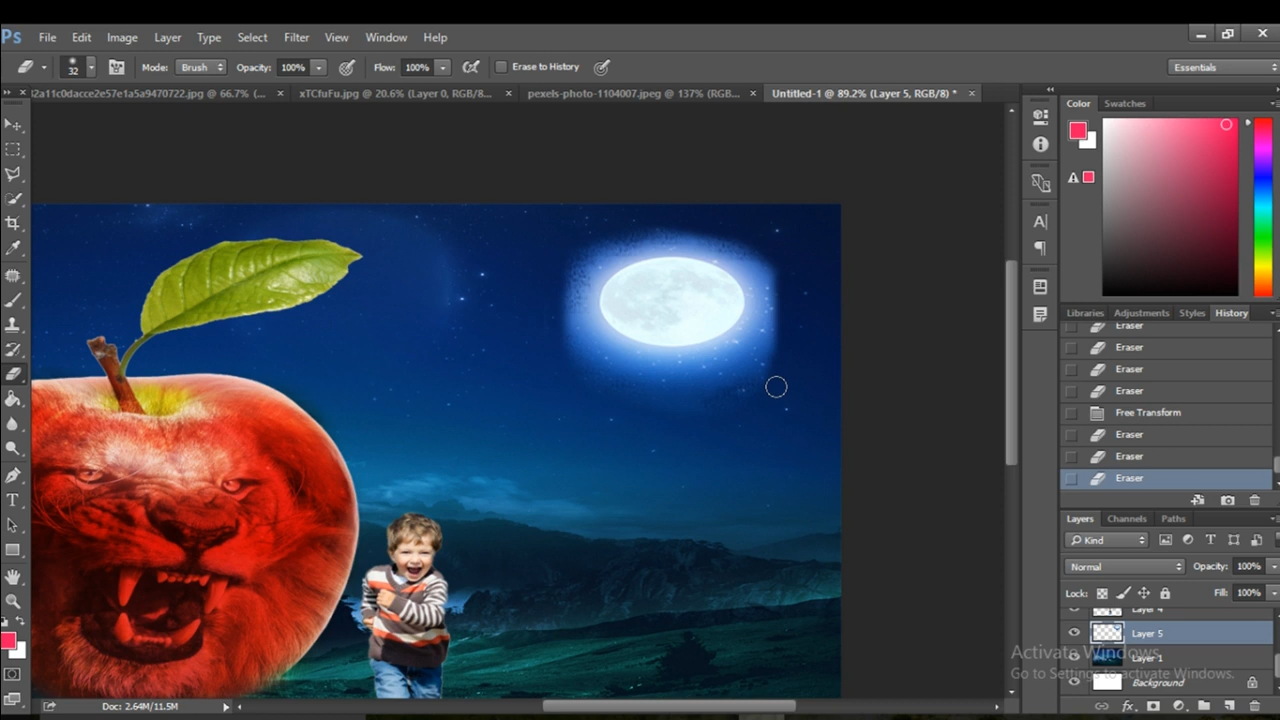 Ps File Edit Image Layer Type Select Filter View Window Help
32 Mode: Brush Opacity: 100% Flow: 100% Erase to History Essentials
32a11c0dacce2e57e1a5a9470722.jpg @ 66.7% (... × xTCfuFu.jpg @ 20.6% (Layer 0, RGB/8... × pexels-photo-1104007.jpeg @ 137% (RGB... × Untitled-1 @ 89.2% (Layer 5, RGB/8) * ×
Color Swatches
Libraries Adjustments Styles History
Eraser
Eraser
Eraser
Eraser
Free Transform
Eraser
Eraser
Eraser
Layers Channels Paths
Kind
Normal Opacity: 100%
Lock: Fill: 100%
Layer 4
Layer 5
Layer 1
Background
Activate Windows
Go to Settings to activate Windows.
Doc: 2.64M/11.5M